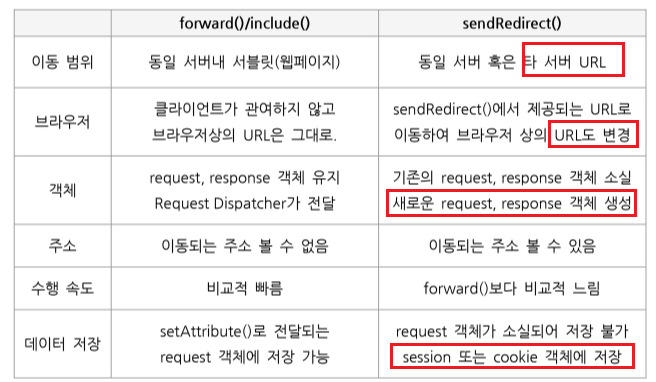 forward()/include() sendRedirect()
이동 범위 동일 서버내 서블릿(웹페이지) 동일 서버 혹은 타 서버 URL
브라우저
클라이언트가 관여하지 않고
브라우저상의 URL은 그대로.
sendRedirect()에서 제공되는 URL로
이동하여 브라우저 상의 URL도 변경
객체
request, response 객체 유지
Request Dispatcher가 전달
기존의 request, response 객체 소실
새로운 request, response 객체 생성
주소 이동되는 주소 볼 수 없음 이동되는 주소 볼 수 있음
수행 속도 비교적 빠름 forward()보다 비교적 느림
데이터 저장
setAttribute()로 전달되는
request 객체에 저장 가능
request 객체가 소실되어 저장 불가
session 또는 cookie 객체에 저장